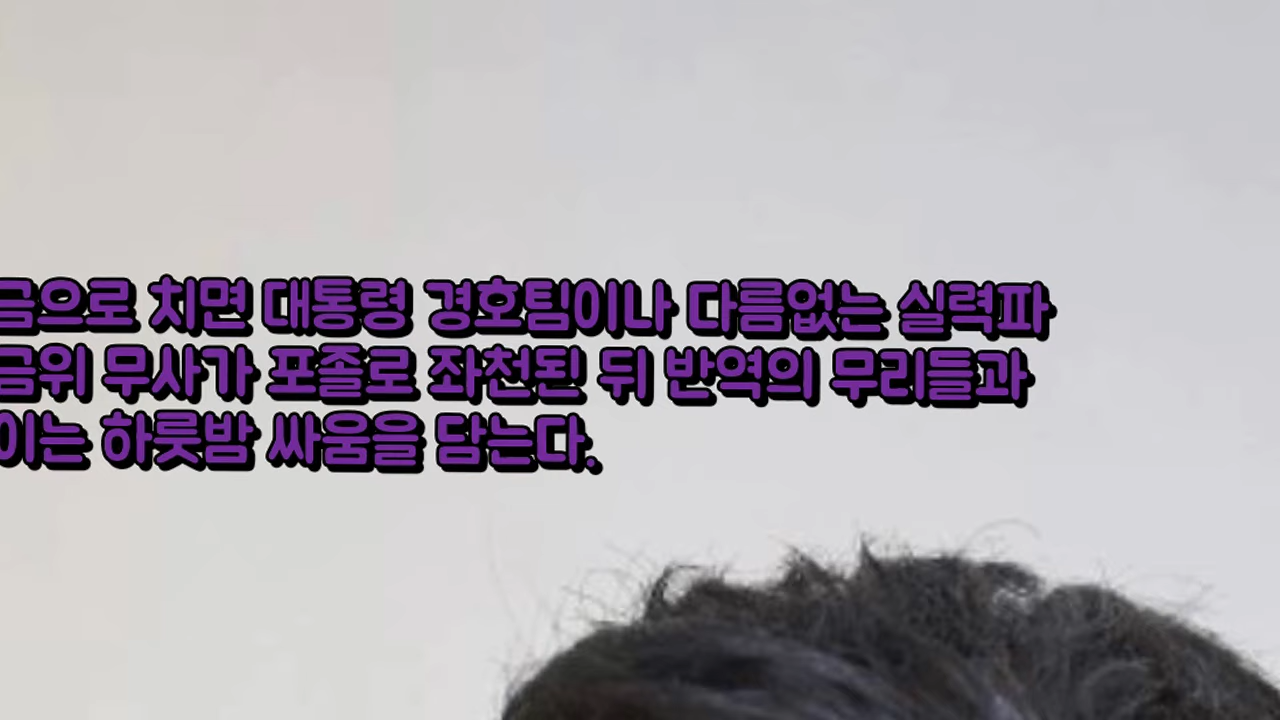 금으로 치면 대통령 경호팀이나 다름없는 실력파
금위 무사가 포졸로 좌천된 뒤 반역의 무리들과
이는 하룻밤 싸움을 담는다.